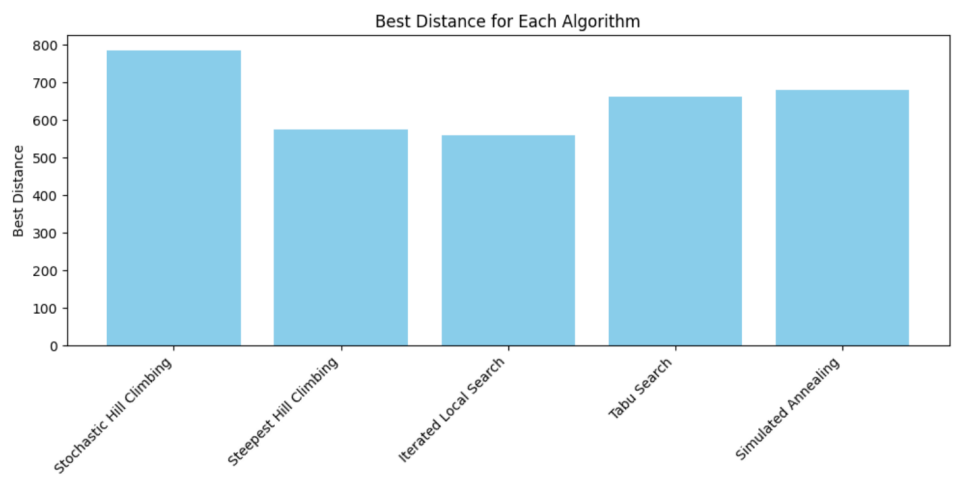 Best Distance for Each Algorithm
Best Distance
800
700
600
500
400
300
200
100
0
Stochastic Hill Climbing
Steepest Hill Climbing
Iterated Local Search
Tabu Search
Simulated Annealing